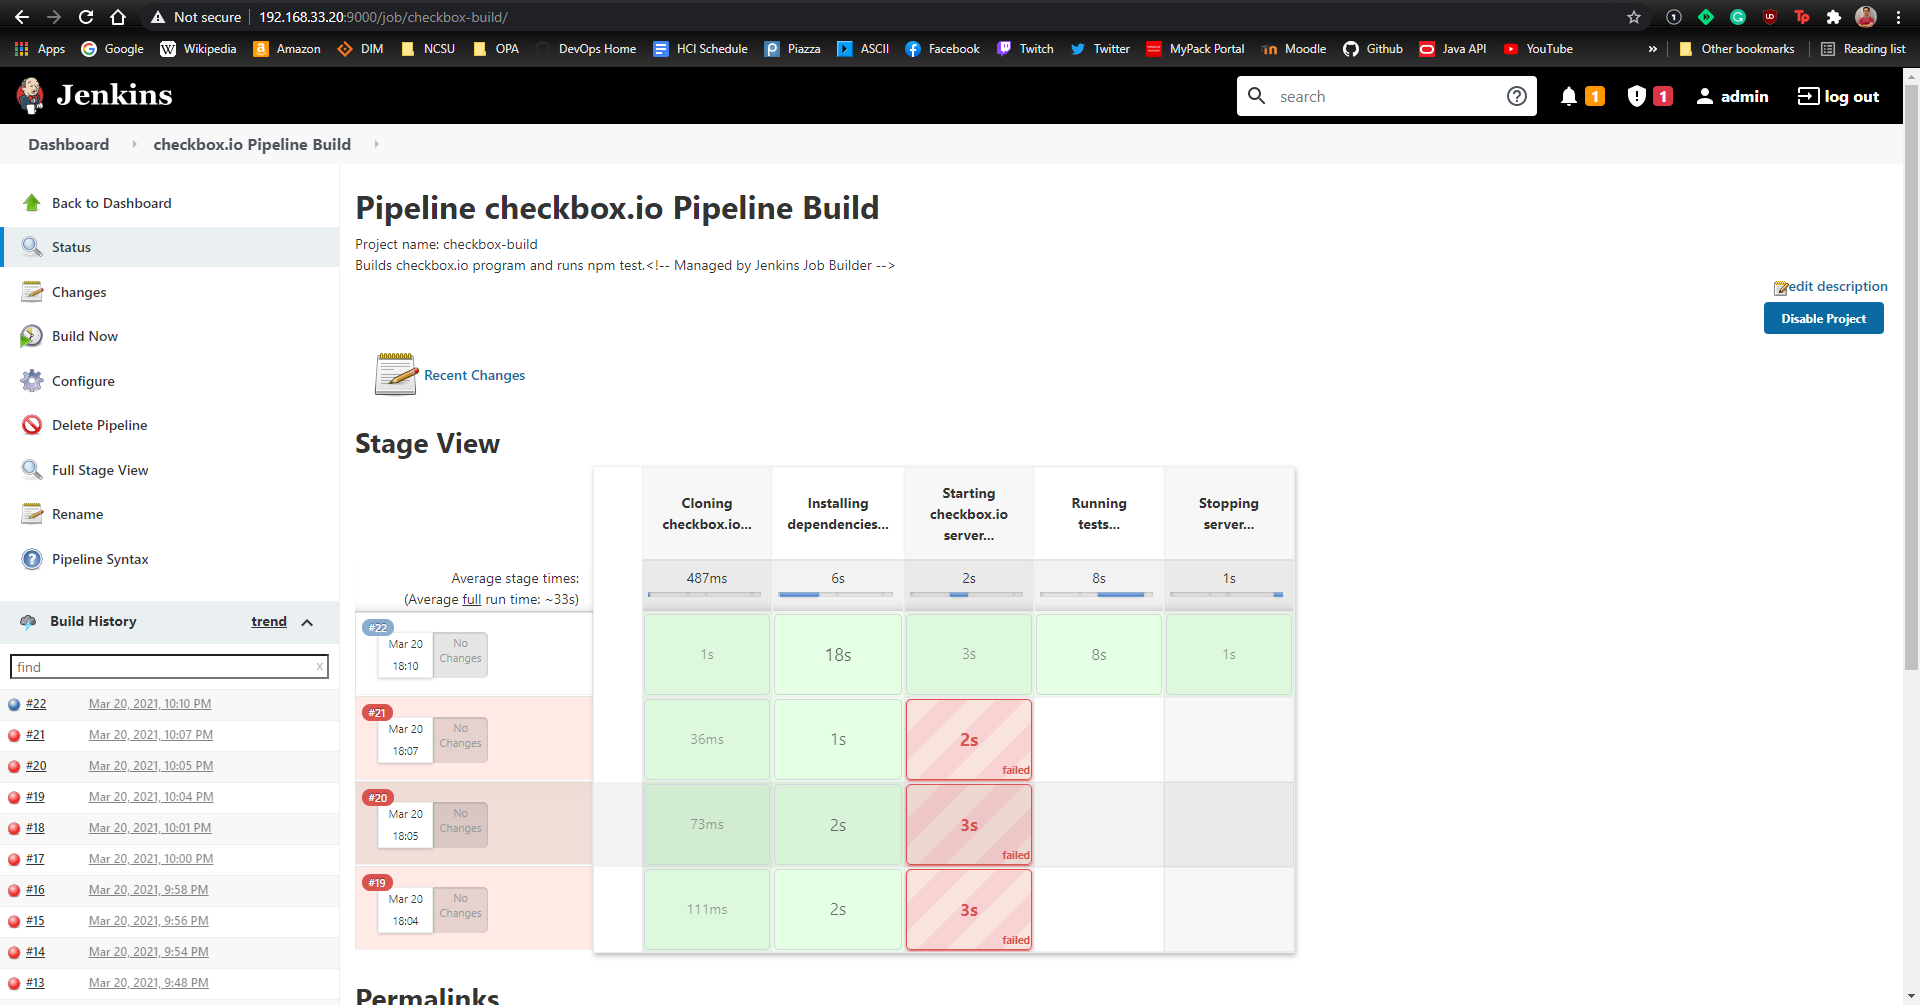 Not secure | 192.168.33.20:9000/job/checkbox-build/
Apps Google Wikipedia Amazon DIM NCSU OPA DevOps Home HCI Schedule Piazza ASCII Facebook Twitch Twitter MyPack Portal Moodle Github Java API YouTube » Other bookmarks Reading list
Jenkins search 1 1 admin log out
Dashboard checkbox.io Pipeline Build
Back to Dashboard
Status
Changes
Build Now
Configure
Delete Pipeline
Full Stage View
Rename
Pipeline Syntax
Build History trend
find x
#22 Mar 20, 2021, 10:10 PM
#21 Mar 20, 2021, 10:07 PM
#20 Mar 20, 2021, 10:05 PM
#19 Mar 20, 2021, 10:04 PM
#18 Mar 20, 2021, 10:01 PM
#17 Mar 20, 2021, 10:00 PM
#16 Mar 20, 2021, 9:58 PM
#15 Mar 20, 2021, 9:56 PM
#14 Mar 20, 2021, 9:54 PM
#13 Mar 20, 2021, 9:48 PM
Pipeline checkbox.io Pipeline Build
Project name: checkbox-build
Builds checkbox.io program and runs npm test.<!-- Managed by Jenkins Job Builder -->
edit description
Disable Project
Recent Changes
Stage View
Cloning checkbox.io...
Installing dependencies...
Starting checkbox.io server...
Running tests...
Stopping server...
Average stage times: 487ms 6s 2s 8s 1s
(Average full run time: ~33s)
#22
Mar 20 18:10 No Changes
1s 18s 3s 8s 1s
#21
Mar 20 18:07 No Changes
36ms 1s 2s failed
#20
Mar 20 18:05 No Changes
73ms 2s 3s failed
#19
Mar 20 18:04 No Changes
111ms 2s 3s failed
Permalinks